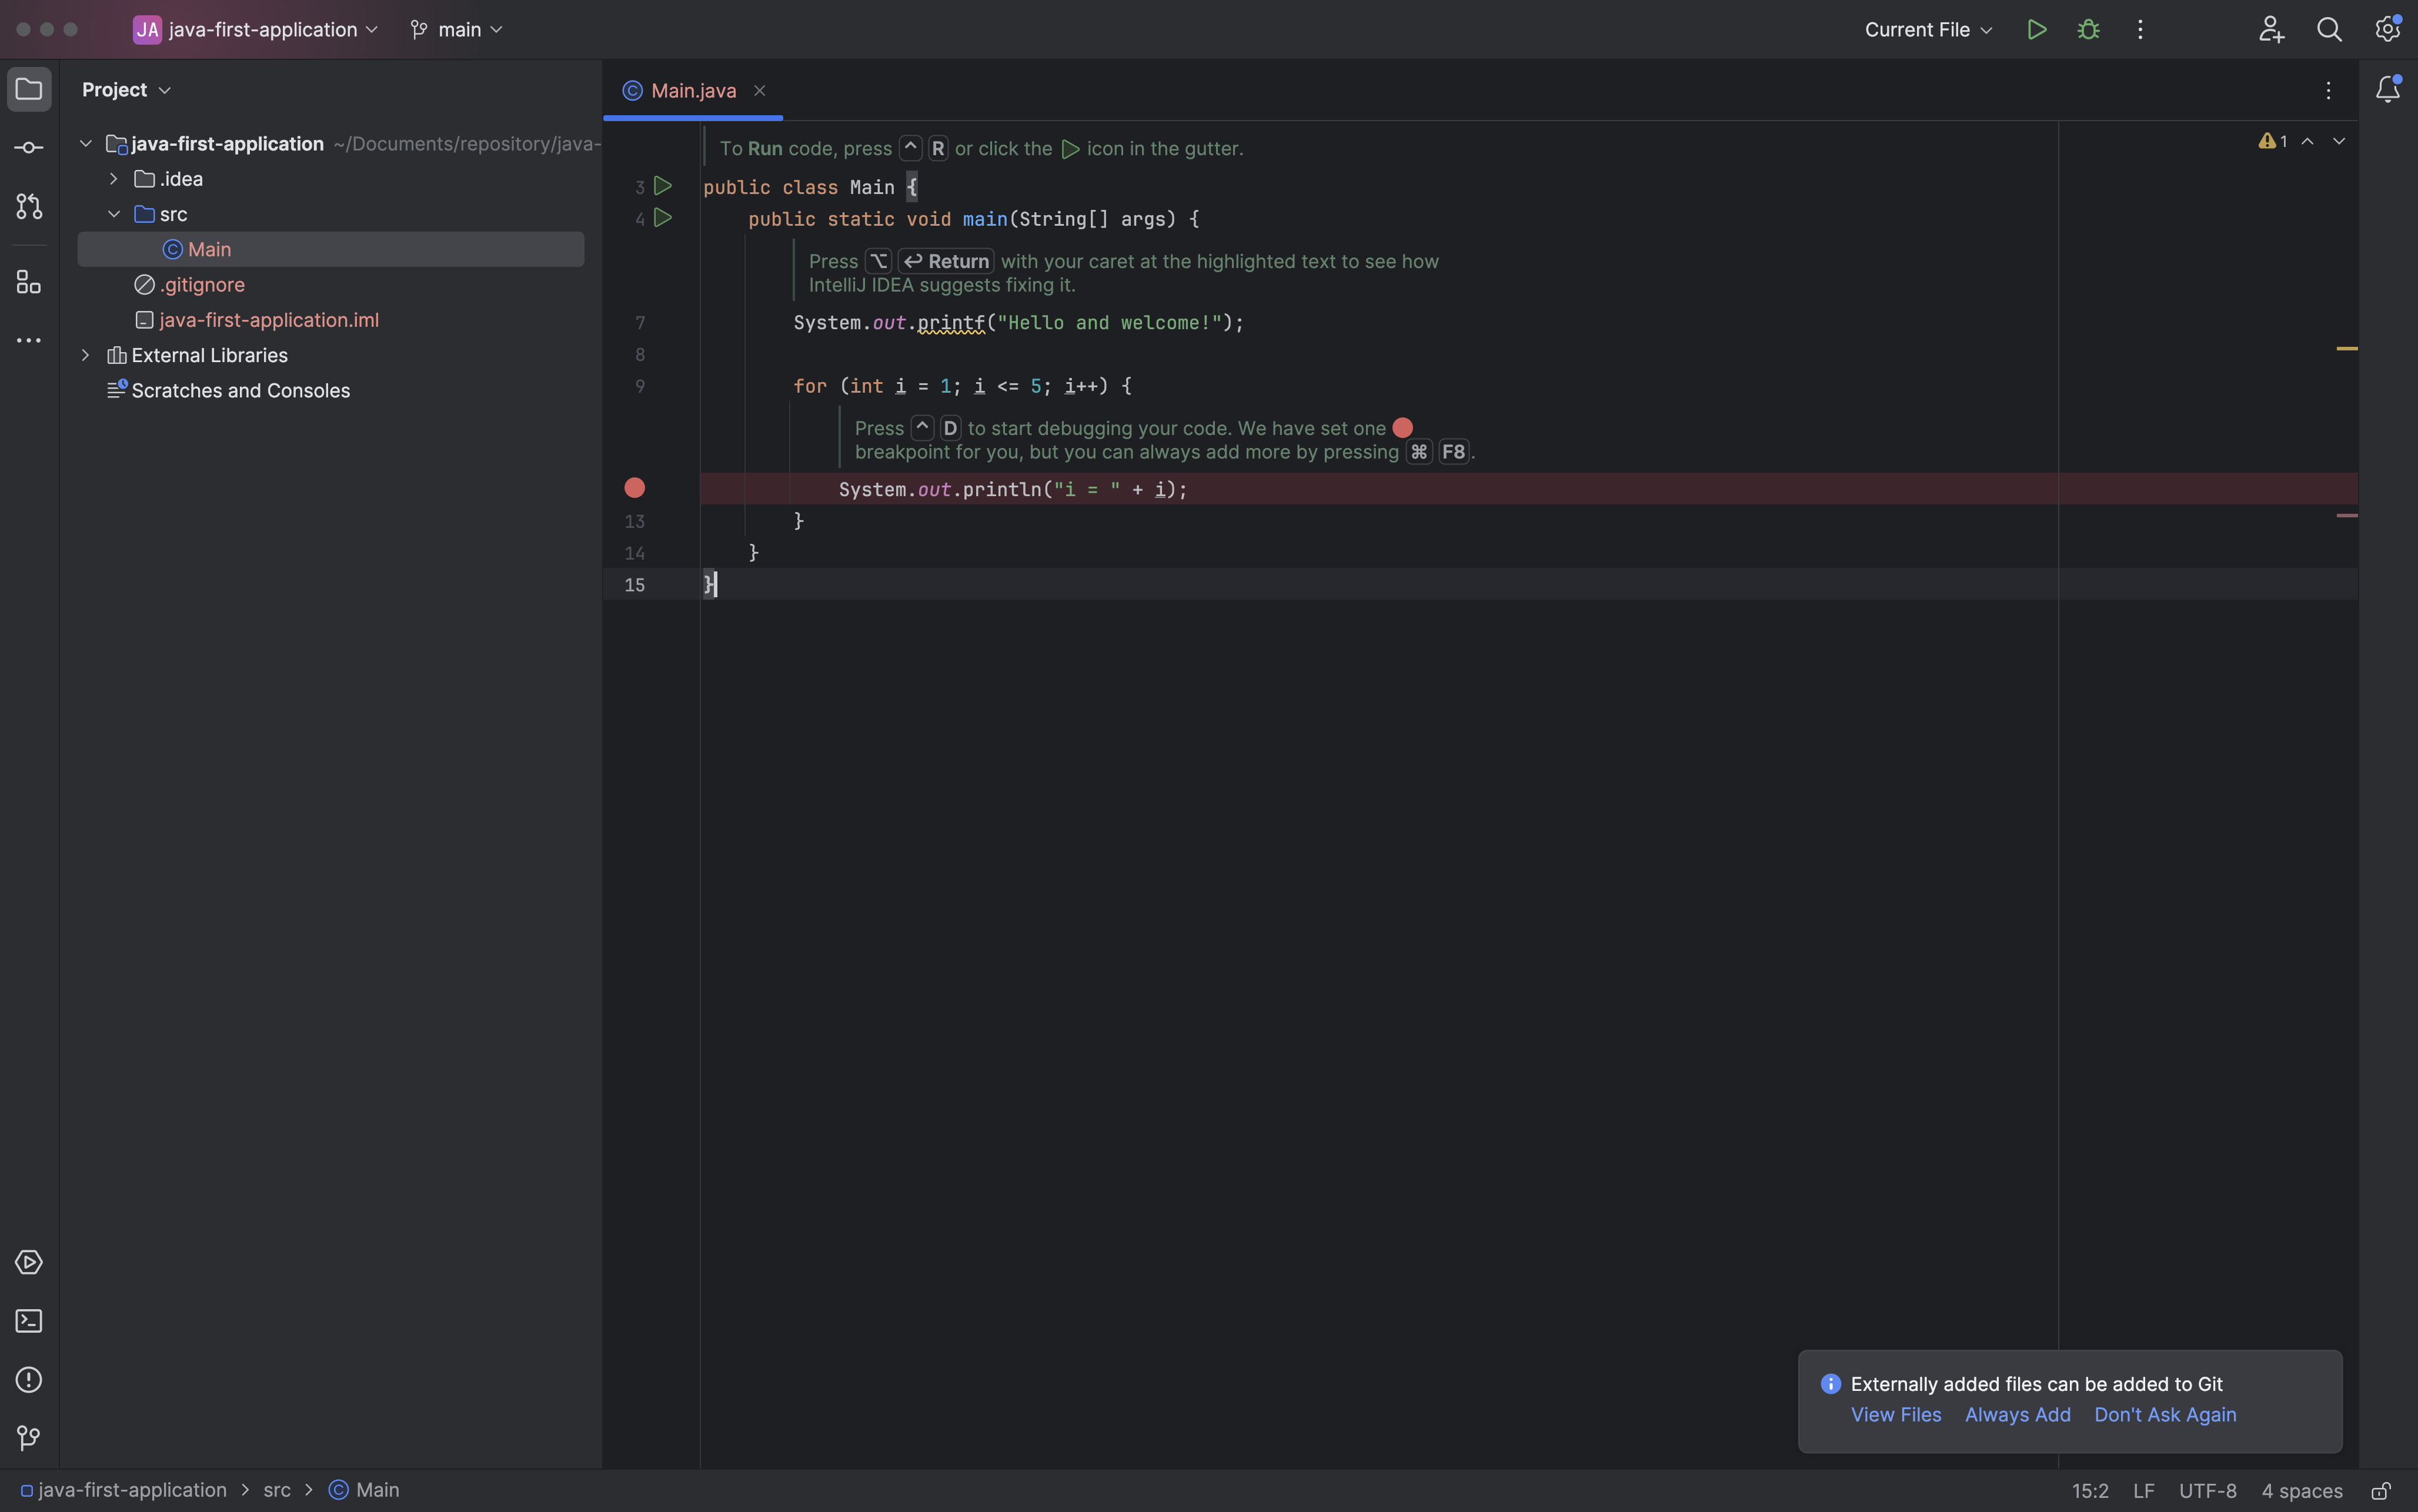 JA java-first-application main Current File
Project
java-first-application ~/Documents/repository/java-
.idea
src
Main
.gitignore
java-first-application.iml
External Libraries
Scratches and Consoles
Main.java
To Run code, press ^ R or click the icon in the gutter.
1
3 public class Main {
4 public static void main(String[] args) {
Press ⌥ ↩ Return with your caret at the highlighted text to see how
IntelliJ IDEA suggests fixing it.
7 System.out.printf("Hello and welcome!");
8
9 for (int i = 1; i <= 5; i++) {
Press ^ D to start debugging your code. We have set one
breakpoint for you, but you can always add more by pressing ⌘ F8.
System.out.println("i = " + i);
13 }
14 }
15 }
Externally added files can be added to Git
View Files Always Add Don't Ask Again
java-first-application > src > Main
15:2 LF UTF-8 4 spaces